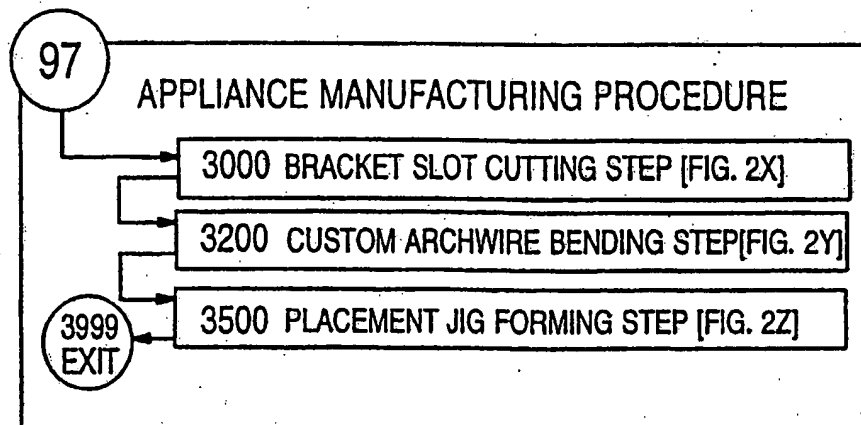 97
APPLIANCE MANUFACTURING PROCEDURE
3000 BRACKET SLOT CUTTING STEP [FIG. 2X]
3200 CUSTOM ARCHWIRE BENDING STEP[FIG. 2Y]
3500 PLACEMENT JIG FORMING STEP [FIG. 2Z]
3999
EXIT